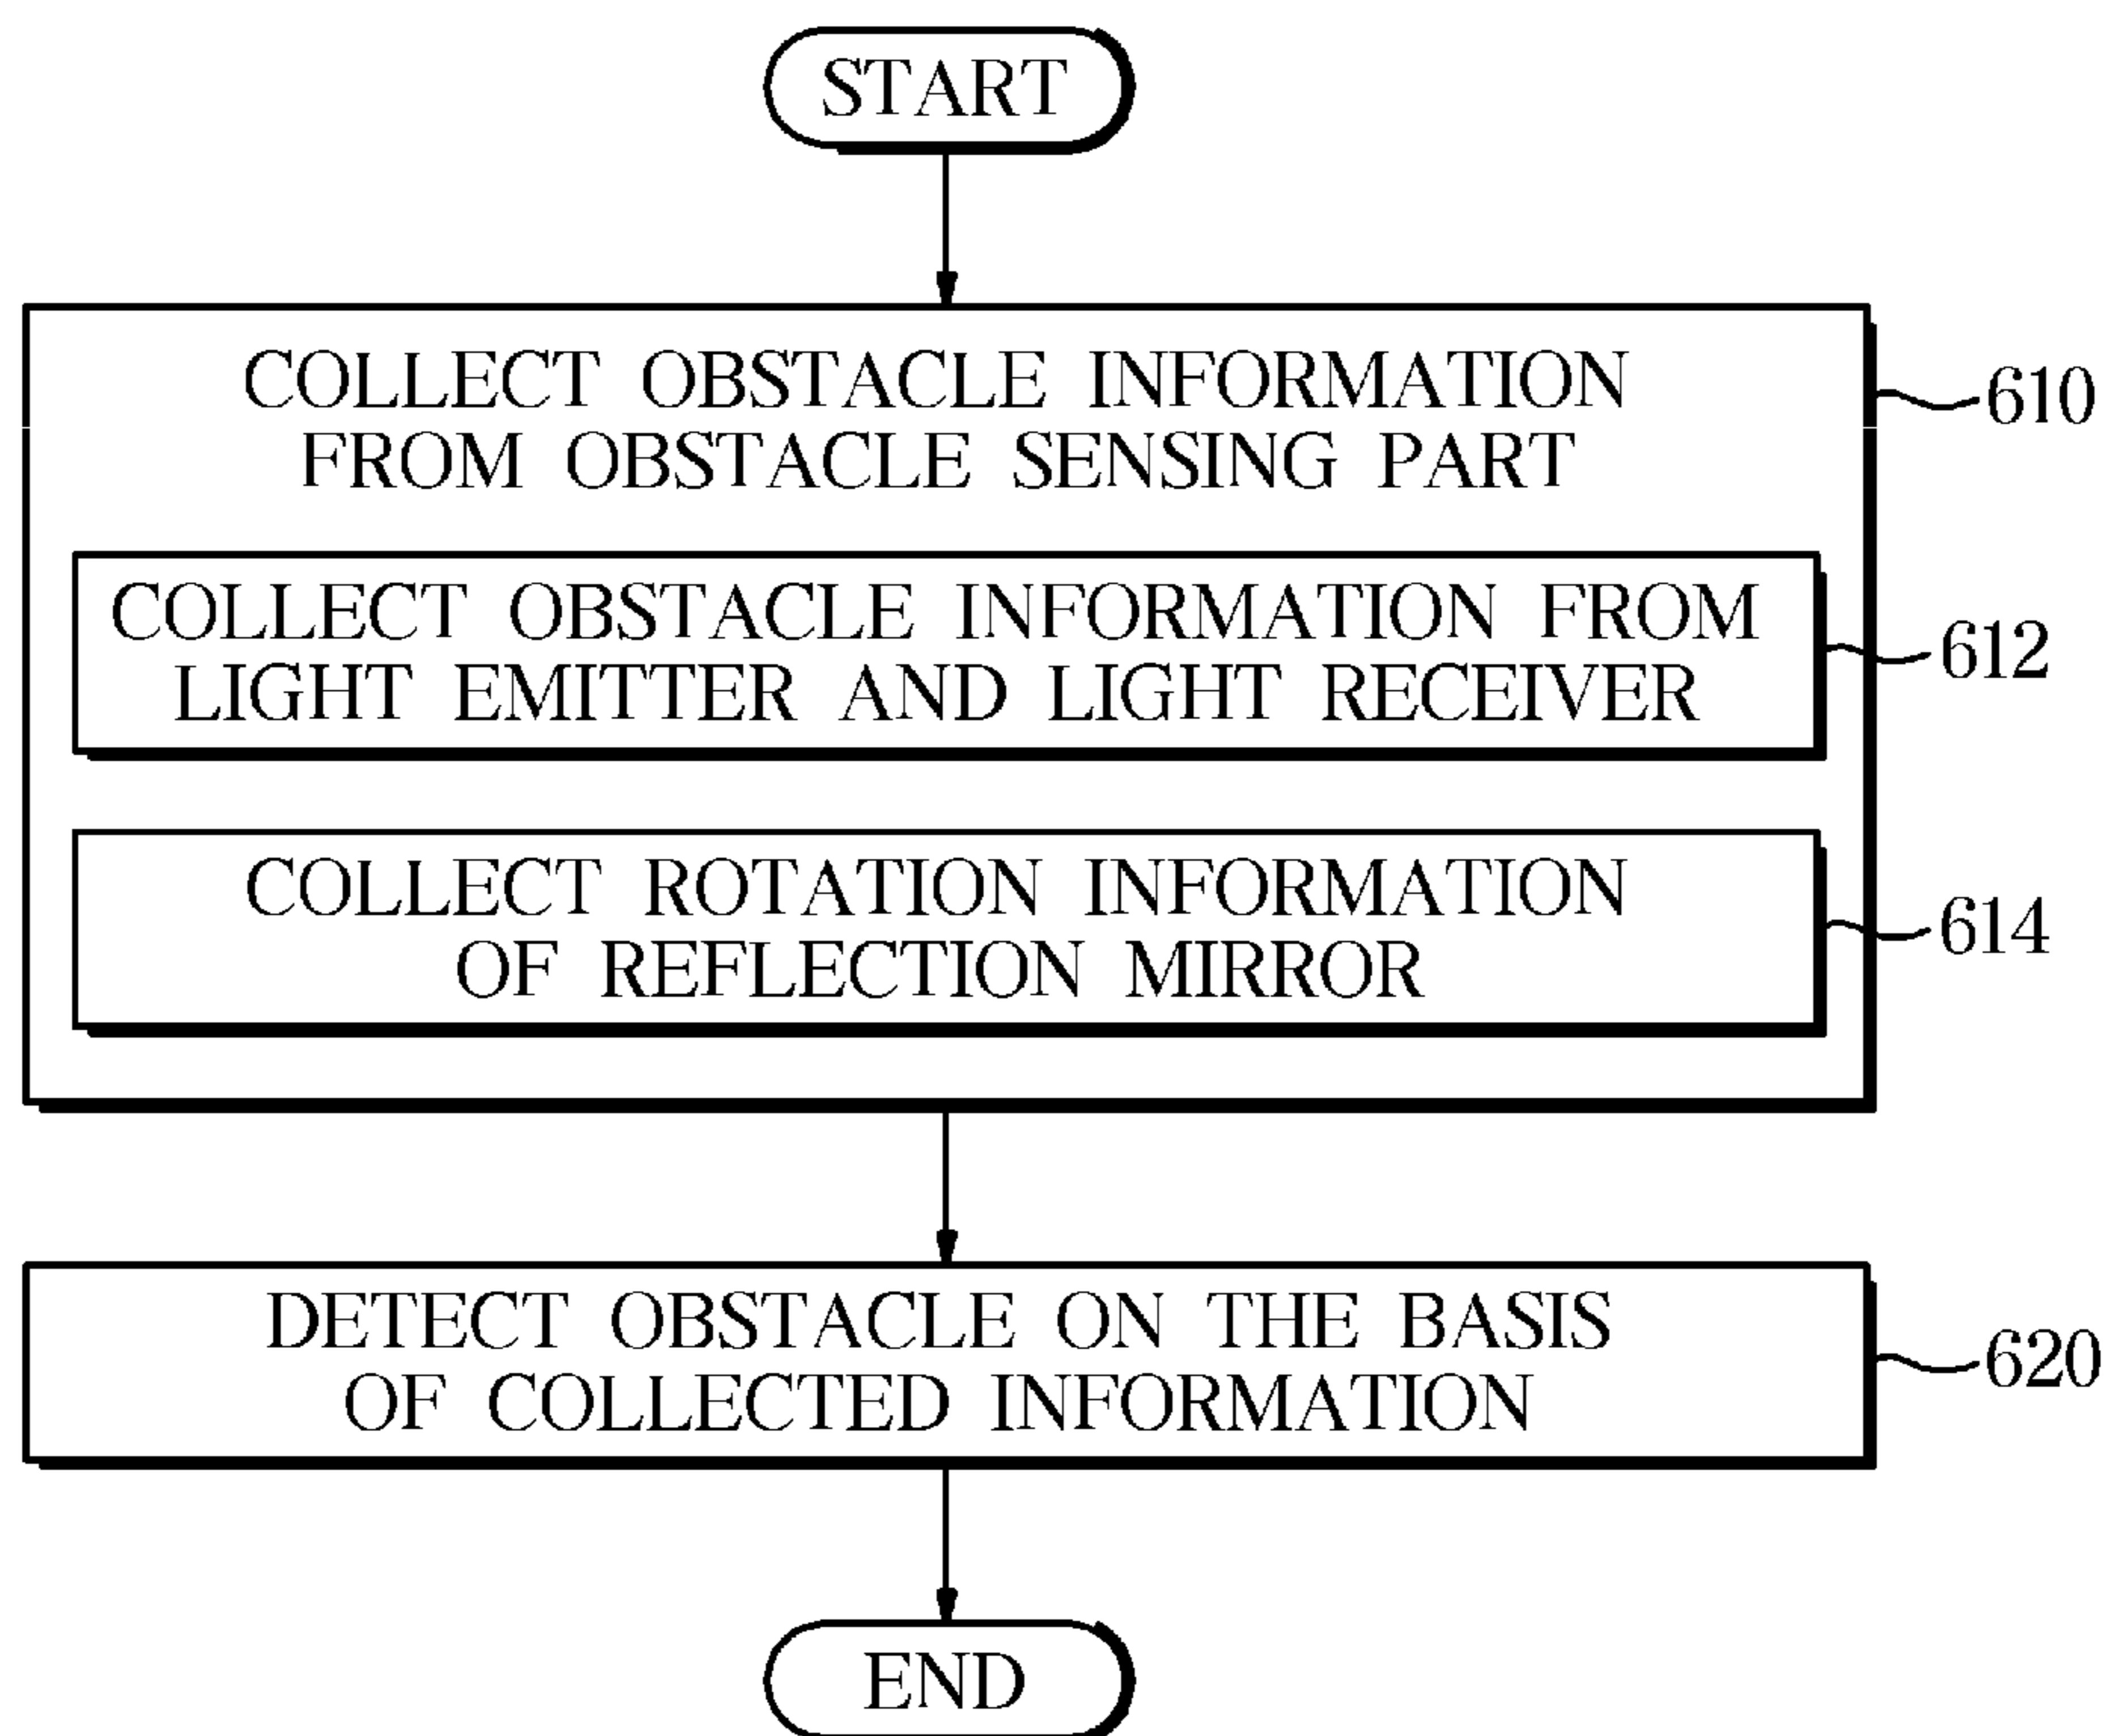 START
COLLECT OBSTACLE INFORMATION
FROM OBSTACLE SENSING PART
610
COLLECT OBSTACLE INFORMATION FROM
LIGHT EMITTER AND LIGHT RECEIVER
612
COLLECT ROTATION INFORMATION
OF REFLECTION MIRROR
614
DETECT OBSTACLE ON THE BASIS
OF COLLECTED INFORMATION
620
END